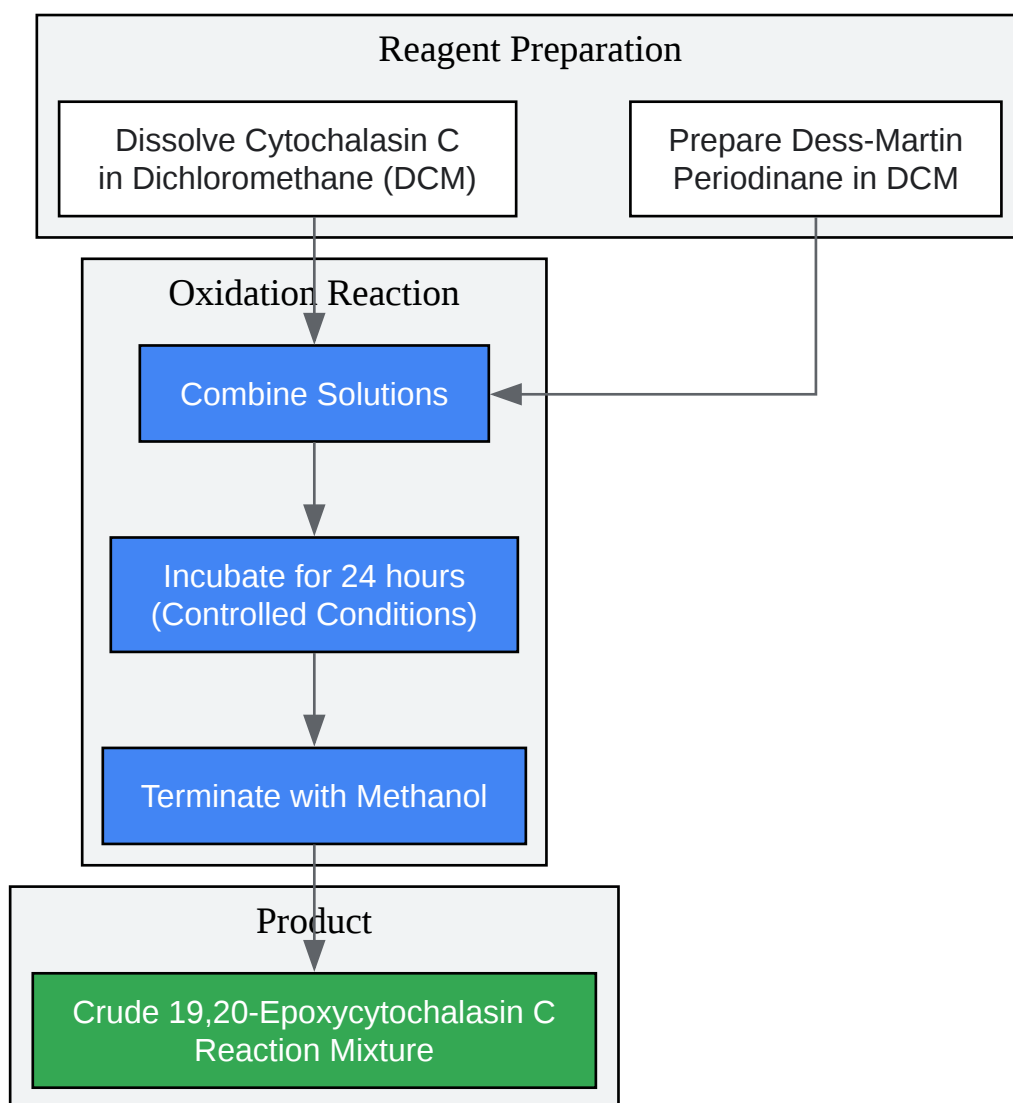 Reagent Preparation
Dissolve Cytochalasin C
in Dichloromethane (DCM)
Prepare Dess-Martin
Periodinane in DCM
Oxidation Reaction
Combine Solutions
Incubate for 24 hours
(Controlled Conditions)
Terminate with Methanol
Product
Crude 19,20-Epoxycytochalasin C
Reaction Mixture